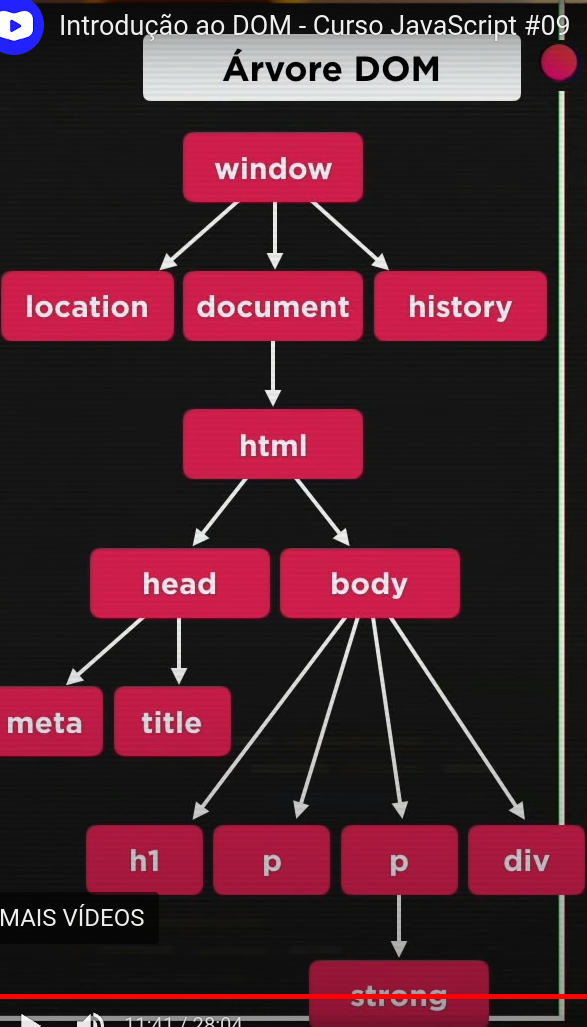 Introdução ao DOM - Curso JavaScript #09
Árvore DOM
window
location document history
html
head body
meta title
h1 p p div
MAIS VÍDEOS
strong
11:41 / 28:04